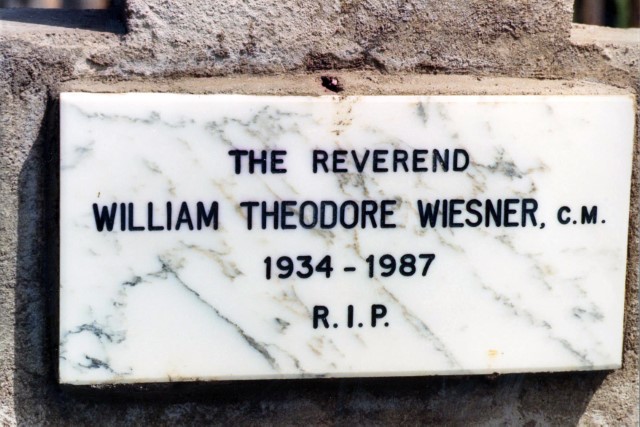 THE REVEREND
WILLIAM THEODORE WIESNER, C.M.
1934 - 1987
R.I.P.